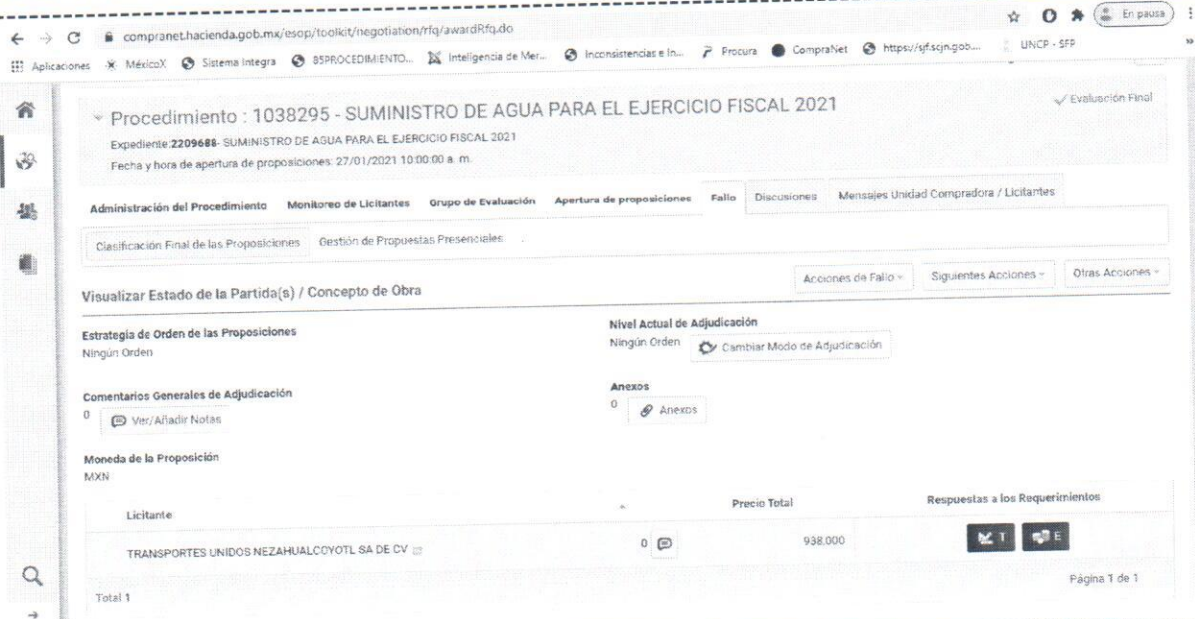 compranet.hacienda.gob.mx/esop/toolkit/negotiation/rfq/awardRfq.do
En pausa
Aplicaciones MéxicoX Sistema Integra 85PROCEDIMIENTO... Inteligencia de Mer... Inconsistencias e In... Procura CompraNet https://sjf.scjn.gob.... UNCP - SFP »
Procedimiento : 1038295 - SUMINISTRO DE AGUA PARA EL EJERCICIO FISCAL 2021
Evaluación Final
Expediente:2209688- SUMINISTRO DE AGUA PARA EL EJERCICIO FISCAL 2021
Fecha y hora de apertura de proposiciones: 27/01/2021 10:00:00 a. m.
Administración del Procedimiento Monitoreo de Licitantes Grupo de Evaluación Apertura de proposiciones Fallo Discusiones Mensajes Unidad Compradora / Licitantes
Clasificación Final de las Proposiciones Gestión de Propuestas Presenciales
Acciones de Fallo Siguientes Acciones Otras Acciones
Visualizar Estado de la Partida(s) / Concepto de Obra
Estrategia de Orden de las Proposiciones
Ningún Orden
Nivel Actual de Adjudicación
Ningún Orden Cambiar Modo de Adjudicación
Comentarios Generales de Adjudicación
0 Ver/Añadir Notas
Anexos
0 Anexos
Moneda de la Proposición
MXN
Licitante Precio Total Respuestas a los Requerimientos
TRANSPORTES UNIDOS NEZAHUALCOYOTL SA DE CV 0 938.000 T E
Total 1 Página 1 de 1